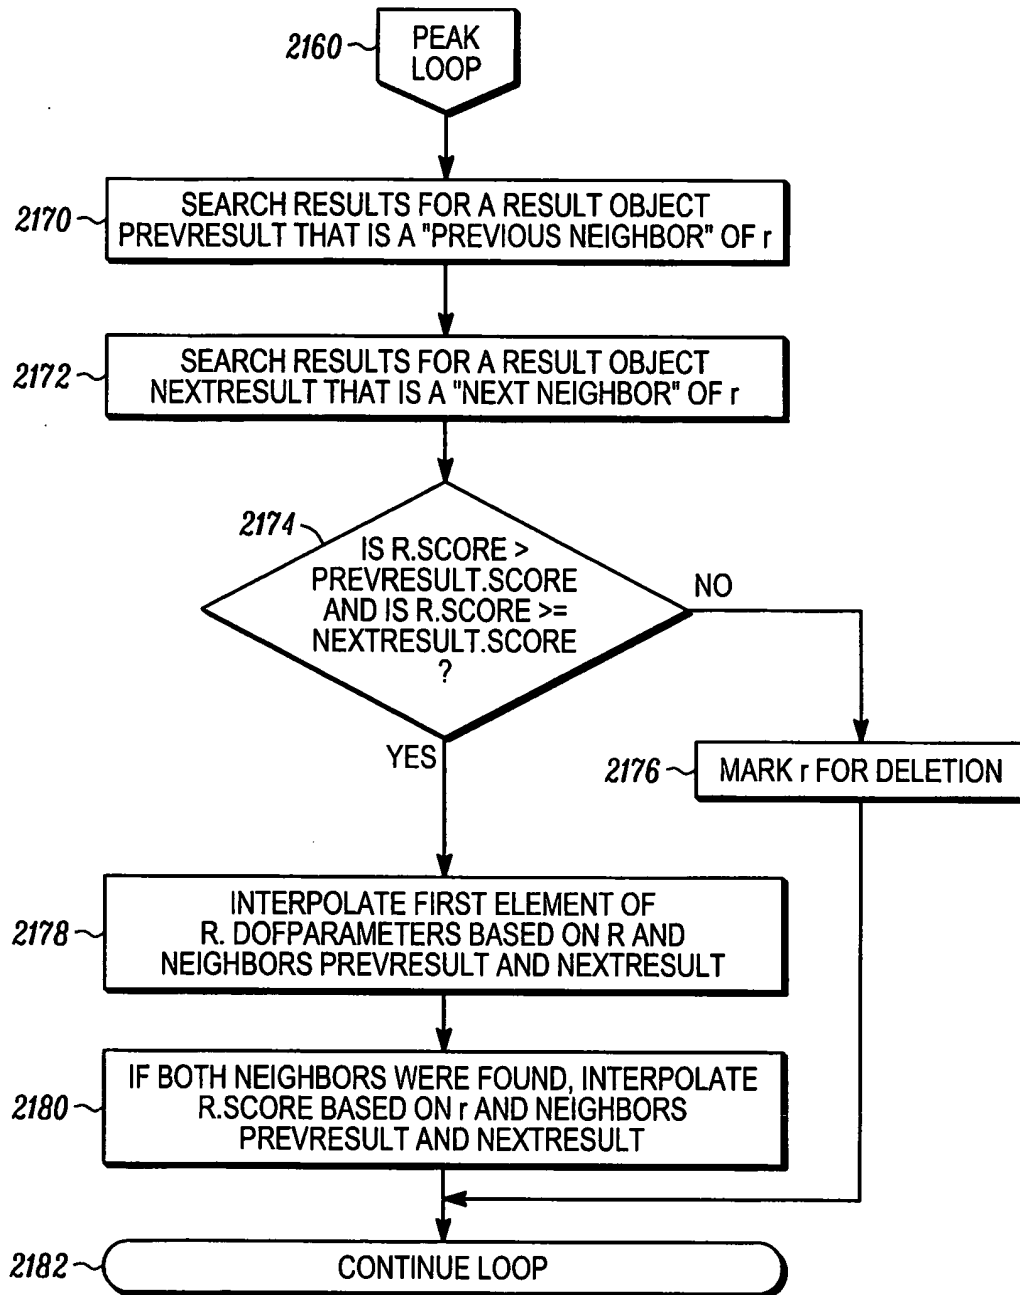 2160
PEAK
LOOP
2170
SEARCH RESULTS FOR A RESULT OBJECT
PREVRESULT THAT IS A "PREVIOUS NEIGHBOR" OF r
2172
SEARCH RESULTS FOR A RESULT OBJECT
NEXTRESULT THAT IS A "NEXT NEIGHBOR" OF r
2174
IS R.SCORE >
PREVRESULT.SCORE
AND IS R.SCORE >=
NEXTRESULT.SCORE
?
NO
YES
2176
MARK r FOR DELETION
2178
INTERPOLATE FIRST ELEMENT OF
R. DOFPARAMETERS BASED ON R AND
NEIGHBORS PREVRESULT AND NEXTRESULT
2180
IF BOTH NEIGHBORS WERE FOUND, INTERPOLATE
R.SCORE BASED ON r AND NEIGHBORS
PREVRESULT AND NEXTRESULT
2182
CONTINUE LOOP